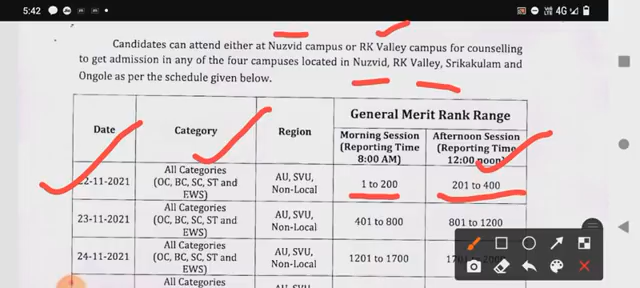 5:42
LTE
4G
Candidates can attend either at Nuzvid campus or RK Valley campus for counselling
to get admission in any of the four campuses located in Nuzvid, RK Valley, Srikakulam and
Ongole as per the schedule given below.
Date
Category
Region
General Merit Rank Range
Morning Session
(Reporting Time
8:00 AM)
Afternoon Session
(Reporting Time
12:00 noon)
22-11-2021
All Categories
(OC, BC, SC, ST and
EWS)
AU, SVU,
Non-Local
1 to 200
201 to 400
23-11-2021
All Categories
(OC, BC, SC, ST and
EWS)
AU, SVU,
Non-Local
401 to 800
801 to 1200
24-11-2021
All Categories
(OC, BC, SC, ST and
EWS)
AU, SVU,
Non-Local
1201 to 1700
All Categories
AU, SVU,